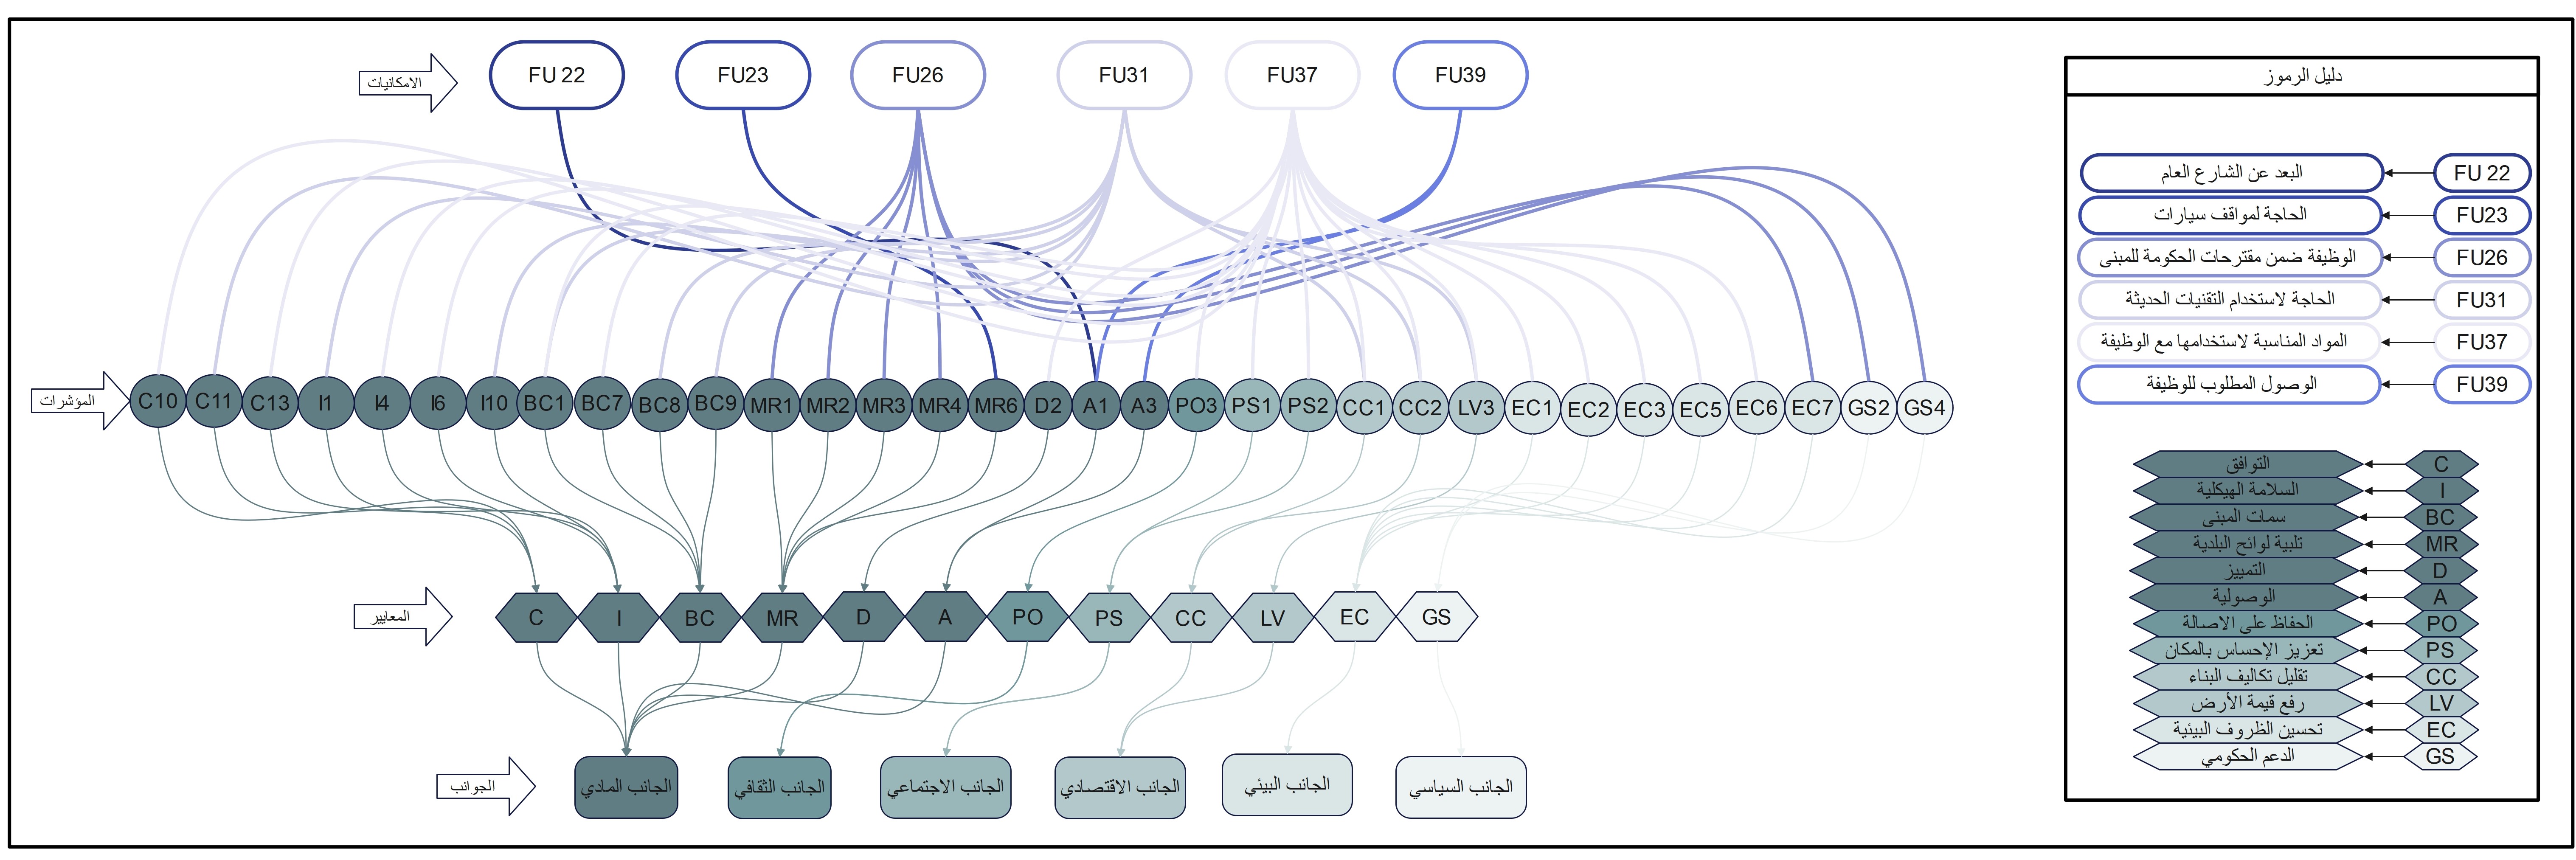 الامكانيات
FU 22
FU23
FU26
FU31
FU37
FU39
المؤشرات
C10
C11
C13
I1
I4
I6
I10
BC1
BC7
BC8
BC9
MR1
MR2
MR3
MR4
MR6
D2
A1
A3
PO3
PS1
PS2
CC1
CC2
LV3
EC1
EC2
EC3
EC5
EC6
EC7
GS2
GS4
المعايير
C
I
BC
MR
D
A
PO
PS
CC
LV
EC
GS
الجوانب
الجانب المادي
الجانب الثقافي
الجانب الاجتماعي
الجانب الاقتصادي
الجانب البيئي
الجانب السياسي
دليل الرموز
FU 22 البعد عن الشارع العام
FU23 الحاجة لمواقف سيارات
FU26 الوظيفة ضمن مقترحات الحكومة للمبنى
FU31 الحاجة لاستخدام التقنيات الحديثة
FU37 المواد المناسبة لاستخدامها مع الوظيفة
FU39 الوصول المطلوب للوظيفة
C التوافق
I السلامة الهيكلية
BC سمات المبنى
MR تلبية لوائح البلدية
D التمييز
A الوصولية
PO الحفاظ على الاصالة
PS تعزيز الإحساس بالمكان
CC تقليل تكاليف البناء
LV رفع قيمة الأرض
EC تحسين الظروف البيئية
GS الدعم الحكومي